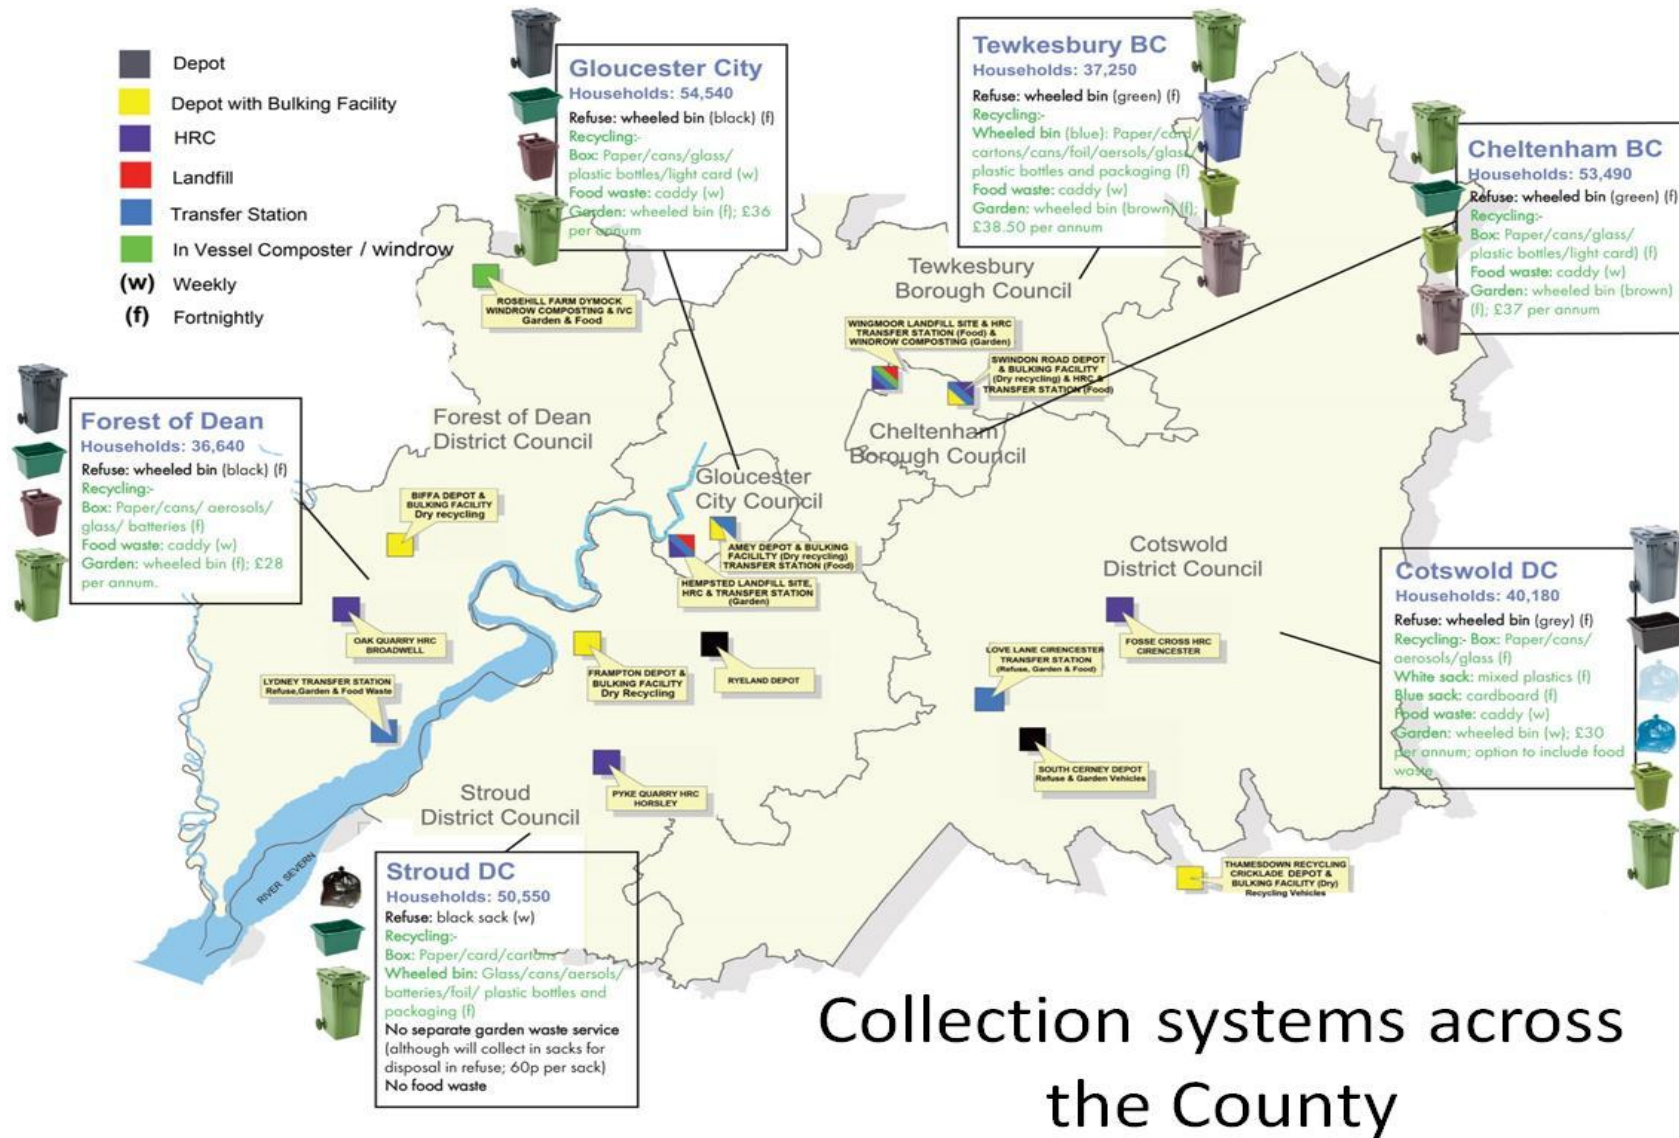 Depot
Depot with Bulking Facility
HRC
Landfill
Transfer Station
In Vessel Composter / windrow
(w) Weekly
(f) Fortnightly
Gloucester City
Households: 54,540
Refuse: wheeled bin (black) (f)
Recycling:-
Box: Paper/cans/glass/
plastic bottles/light card (w)
Food waste: caddy (w)
Garden: wheeled bin (f); £36
per annum
Tewkesbury BC
Households: 37,250
Refuse: wheeled bin (green) (f)
Recycling:-
Wheeled bin (blue): Paper/card/
cartons/cans/foil/aersols/glass/
plastic bottles and packaging (f)
Food waste: caddy (w)
Garden: wheeled bin (brown) (f);
£38.50 per annum
Cheltenham BC
Households: 53,490
Refuse: wheeled bin (green) (f)
Recycling:-
Box: Paper/cans/glass/
plastic bottles/light card) (f)
Food waste: caddy (w)
Garden: wheeled bin (brown)
(f); £37 per annum
Forest of Dean
Households: 36,640
Refuse: wheeled bin (black) (f)
Recycling:-
Box: Paper/cans/ aerosols/
glass/ batteries (f)
Food waste: caddy (w)
Garden: wheeled bin (f); £28
per annum.
Cotswold DC
Households: 40,180
Refuse: wheeled bin (grey) (f)
Recycling:- Box: Paper/cans/
aerosols/glass (f)
White sack: mixed plastics (f)
Blue sack: cardboard (f)
Food waste: caddy (w)
Garden: wheeled bin (w); £30
per annum; option to include food
waste
Stroud DC
Households: 50,550
Refuse: black sack (w)
Recycling:-
Box: Paper/card/cartons
Wheeled bin: Glass/cans/aersols/
batteries/foil/ plastic bottles and
packaging (f)
No separate garden waste service
(although will collect in sacks for
disposal in refuse; 60p per sack)
No food waste
ROSEHILL FARM DYMOCK
WINDROW COMPOSTING & IVC
Garden & Food
Tewkesbury
Borough Council
WINGMOOR LANDFILL SITE & HRC
TRANSFER STATION (Food) &
WINDROW COMPOSTING (Garden)
SWINDON ROAD DEPOT
& BULKING FACILITY
(Dry recycling) & HRC &
TRANSFER STATION (Food)
Forest of Dean
District Council
Cheltenham
Borough Council
Gloucester
City Council
BIFFA DEPOT &
BULKING FACILITY
Dry recycling
AMEY DEPOT & BULKING
FACILILTY (Dry recycling)
TRANSFER STATION (Food)
HEMPSTED LANDFILL SITE,
HRC & TRANSFER STATION
(Garden)
Cotswold
District Council
OAK QUARRY HRC
BROADWELL
FOSSE CROSS HRC
CIRENCESTER
LOVE LANE CIRENCESTER
TRANSFER STATION
(Refuse, Garden & Food)
LYDNEY TRANSFER STATION
Refuse,Garden & Food Waste
FRAMPTON DEPOT &
BULKING FACILITY
Dry Recycling
RYELAND DEPOT
SOUTH CERNEY DEPOT
Refuse & Garden Vehicles
PYKE QUARRY HRC
HORSLEY
Stroud
District Council
RIVER SEVERN
THAMESDOWN RECYCLING
CRICKLADE DEPOT &
BULKING FACILITY (Dry)
Recycling Vehicles
Collection systems across
the County